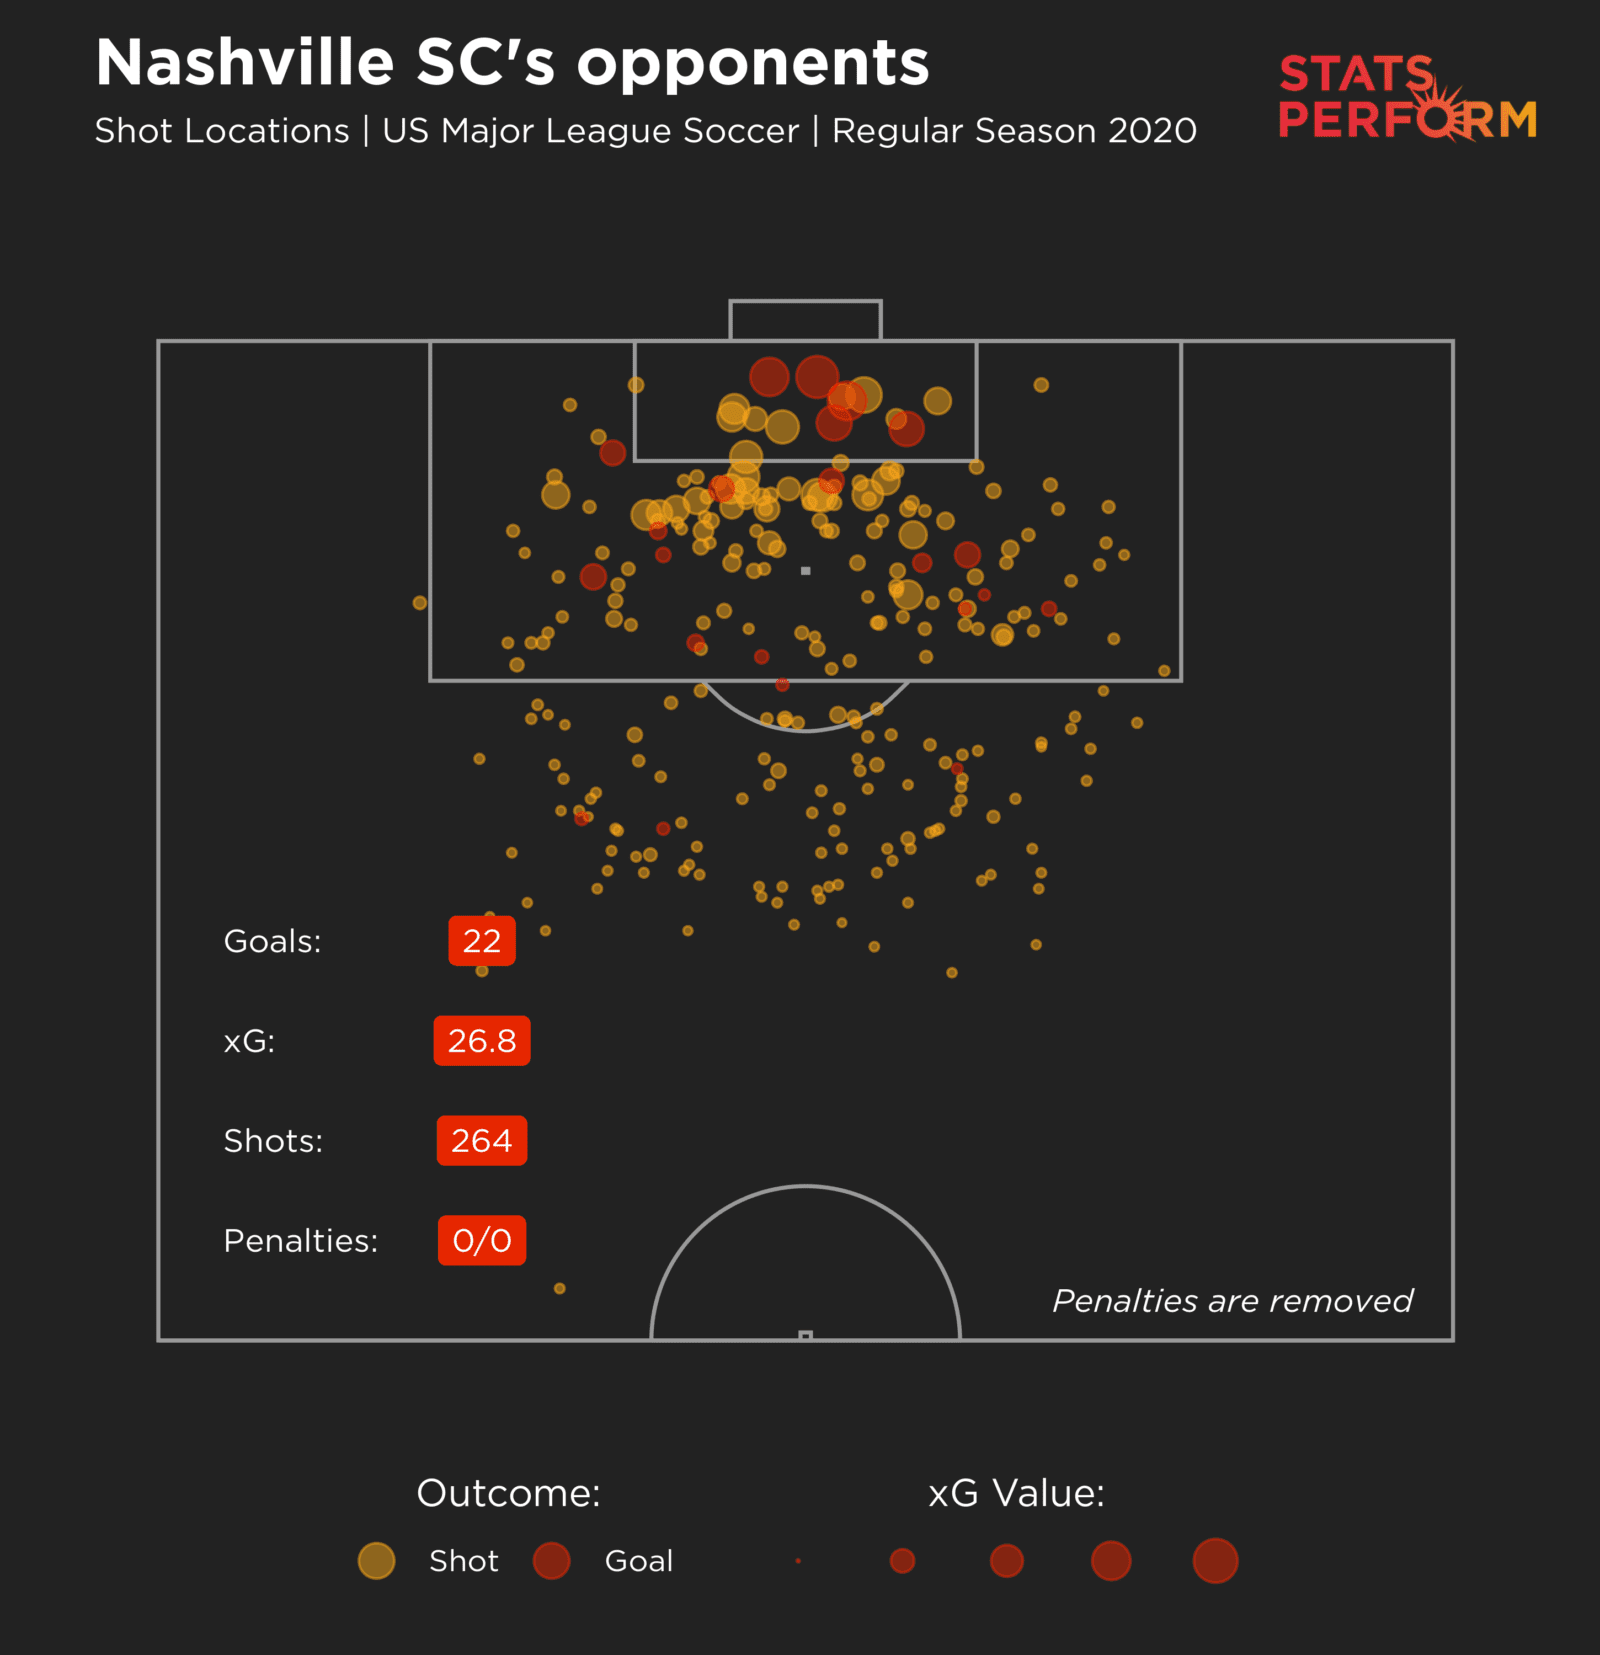 Nashville SC's opponents
Shot Locations | US Major League Soccer | Regular Season 2020
STATS
PERFORM
Goals: 22
xG: 26.8
Shots: 264
Penalties: 0/0
Penalties are removed
Outcome: xG Value:
Shot Goal